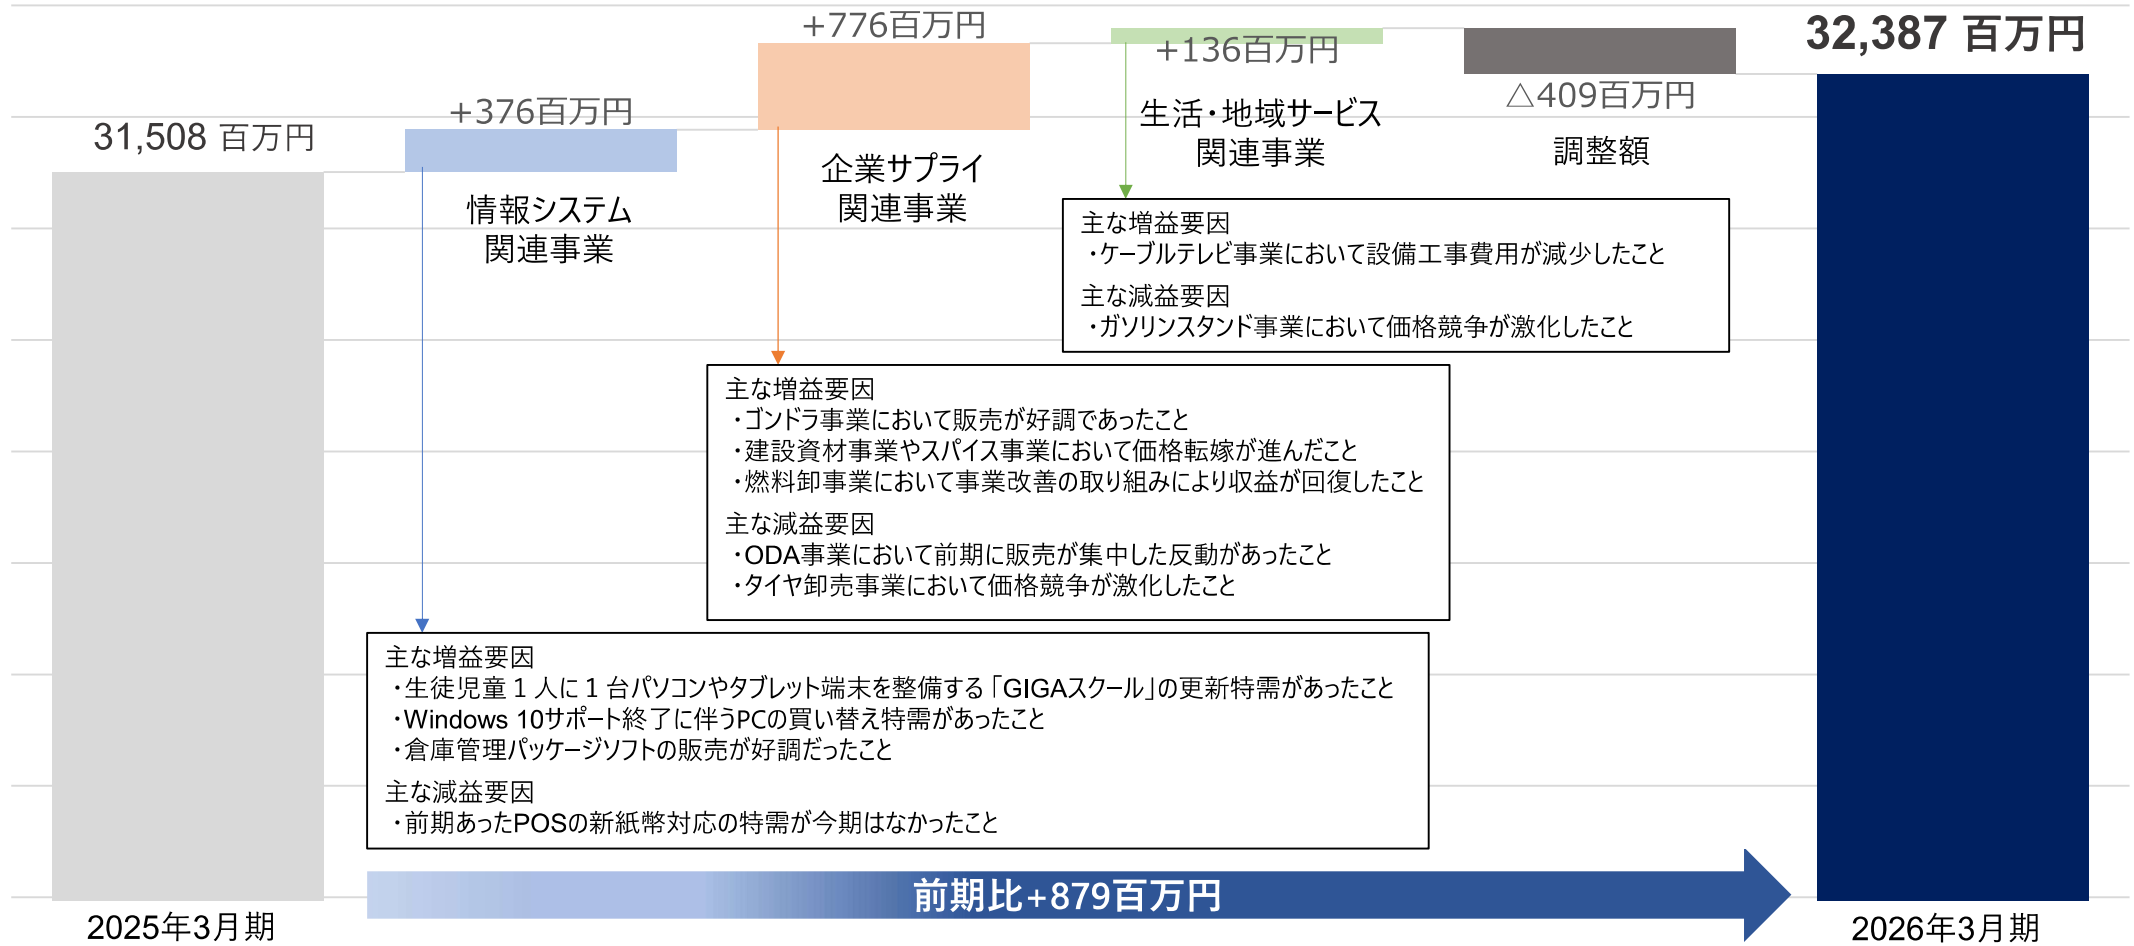 31,508 百万円
+376百万円
情報システム
関連事業
+776百万円
企業サプライ
関連事業
+136百万円
生活・地域サービス
関連事業
△409百万円
調整額
32,387 百万円
主な増益要因
・ケーブルテレビ事業において設備工事費用が減少したこと
主な減益要因
・ガソリンスタンド事業において価格競争が激化したこと
主な増益要因
・ゴンドラ事業において販売が好調であったこと
・建設資材事業やスパイス事業において価格転嫁が進んだこと
・燃料卸事業において事業改善の取り組みにより収益が回復したこと
主な減益要因
・ODA事業において前期に販売が集中した反動があったこと
・タイヤ卸売事業において価格競争が激化したこと
主な増益要因
・生徒児童１人に１台パソコンやタブレット端末を整備する「GIGAスクール」の更新特需があったこと
・Windows 10サポート終了に伴うPCの買い替え特需があったこと
・倉庫管理パッケージソフトの販売が好調だったこと
主な減益要因
・前期あったPOSの新紙幣対応の特需が今期はなかったこと
前期比+879百万円
2025年3月期
2026年3月期